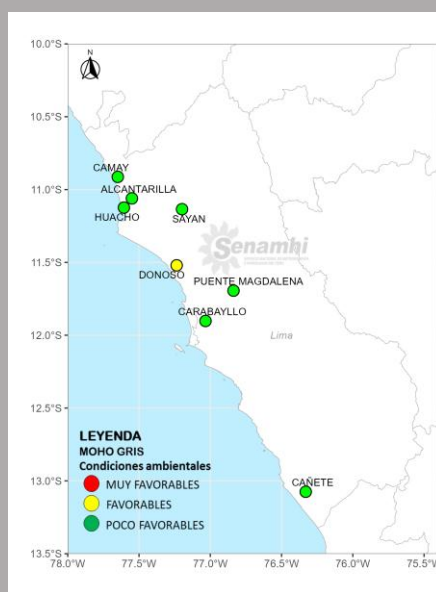 10.0°S
N
10.5°S
CAMAY
11.0°S
ALCANTARILLA
HUACHO
SAYAN
Senamhi
11.5°S
DONOSO
PUENTE MAGDALENA
CARABAYLLO
12.0°S
Lima
12.5°S
LEYENDA
MOHO GRIS
Condiciones ambientales
MUY FAVORABLES
FAVORABLES
POCO FAVORABLES
13.0°S
CAÑETE
13.5°S
78.0°W
77.5°W
77.0°W
76.5°W
76.0°W
75.5°W